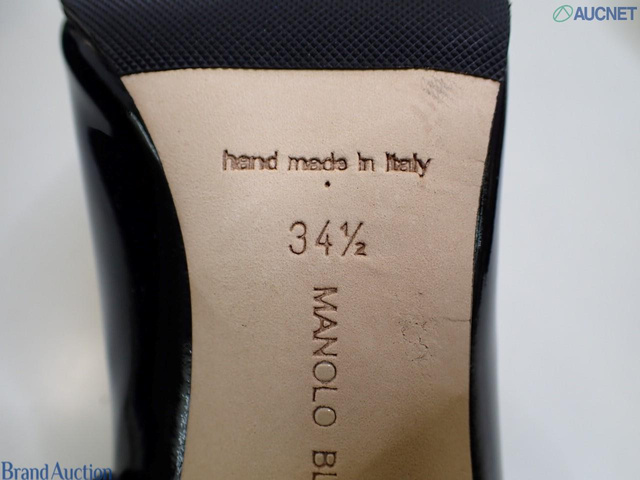 AUCNET
hand made in Italy
34½
MANOLO BL
Brand Auction